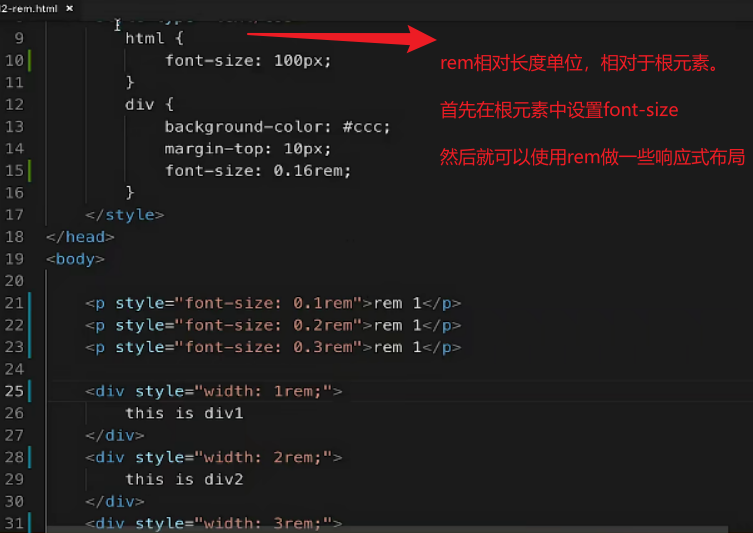 2-rem.html ×
9 html {
rem相对长度单位，相对于根元素。
10 font-size: 100px;
11 }
首先在根元素中设置font-size
12 div {
13 background-color: #ccc;
14 margin-top: 10px;
然后就可以使用rem做一些响应式布局
15 font-size: 0.16rem;
16 }
17 </style>
18 </head>
19 <body>
20
21 <p style="font-size: 0.1rem">rem 1</p>
22 <p style="font-size: 0.2rem">rem 1</p>
23 <p style="font-size: 0.3rem">rem 1</p>
24
25 <div style="width: 1rem;">
26 this is div1
27 </div>
28 <div style="width: 2rem;">
29 this is div2
30 </div>
31 <div style="width: 3rem;">